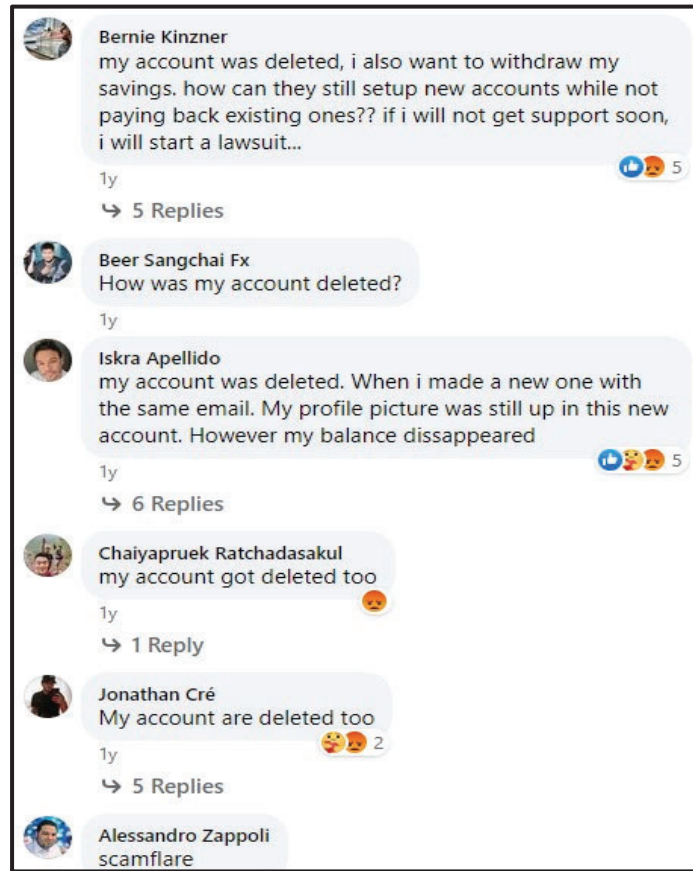 Bernie Kinzner
my account was deleted, i also want to withdraw my
savings. how can they still setup new accounts while not
paying back existing ones?? if i will not get support soon,
i will start a lawsuit...
5
1y
5 Replies
Beer Sangchai Fx
How was my account deleted?
1y
Iskra Apellido
my account was deleted. When i made a new one with
the same email. My profile picture was still up in this new
account. However my balance dissappeared
5
1y
6 Replies
Chaiyapruek Ratchadasakul
my account got deleted too
1y
1 Reply
Jonathan Cré
My account are deleted too
2
1y
5 Replies
Alessandro Zappoli
scamflare